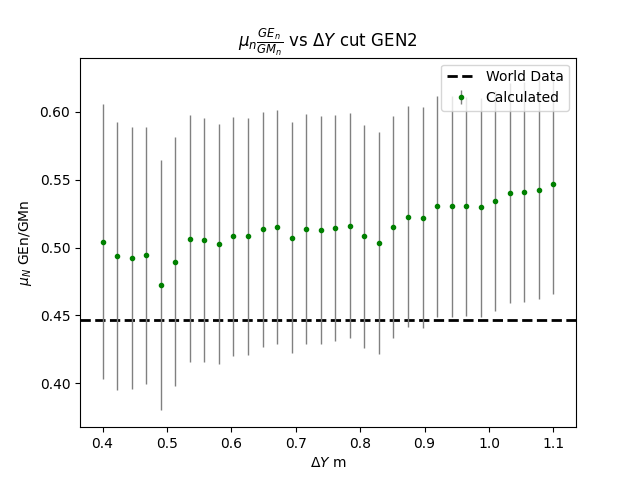 μn GEn/GMn vs ΔY cut GEN2
World Data
Calculated
μN GEn/GMn
0.60
0.55
0.50
0.45
0.40
0.4 0.5 0.6 0.7 0.8 0.9 1.0 1.1
ΔY m